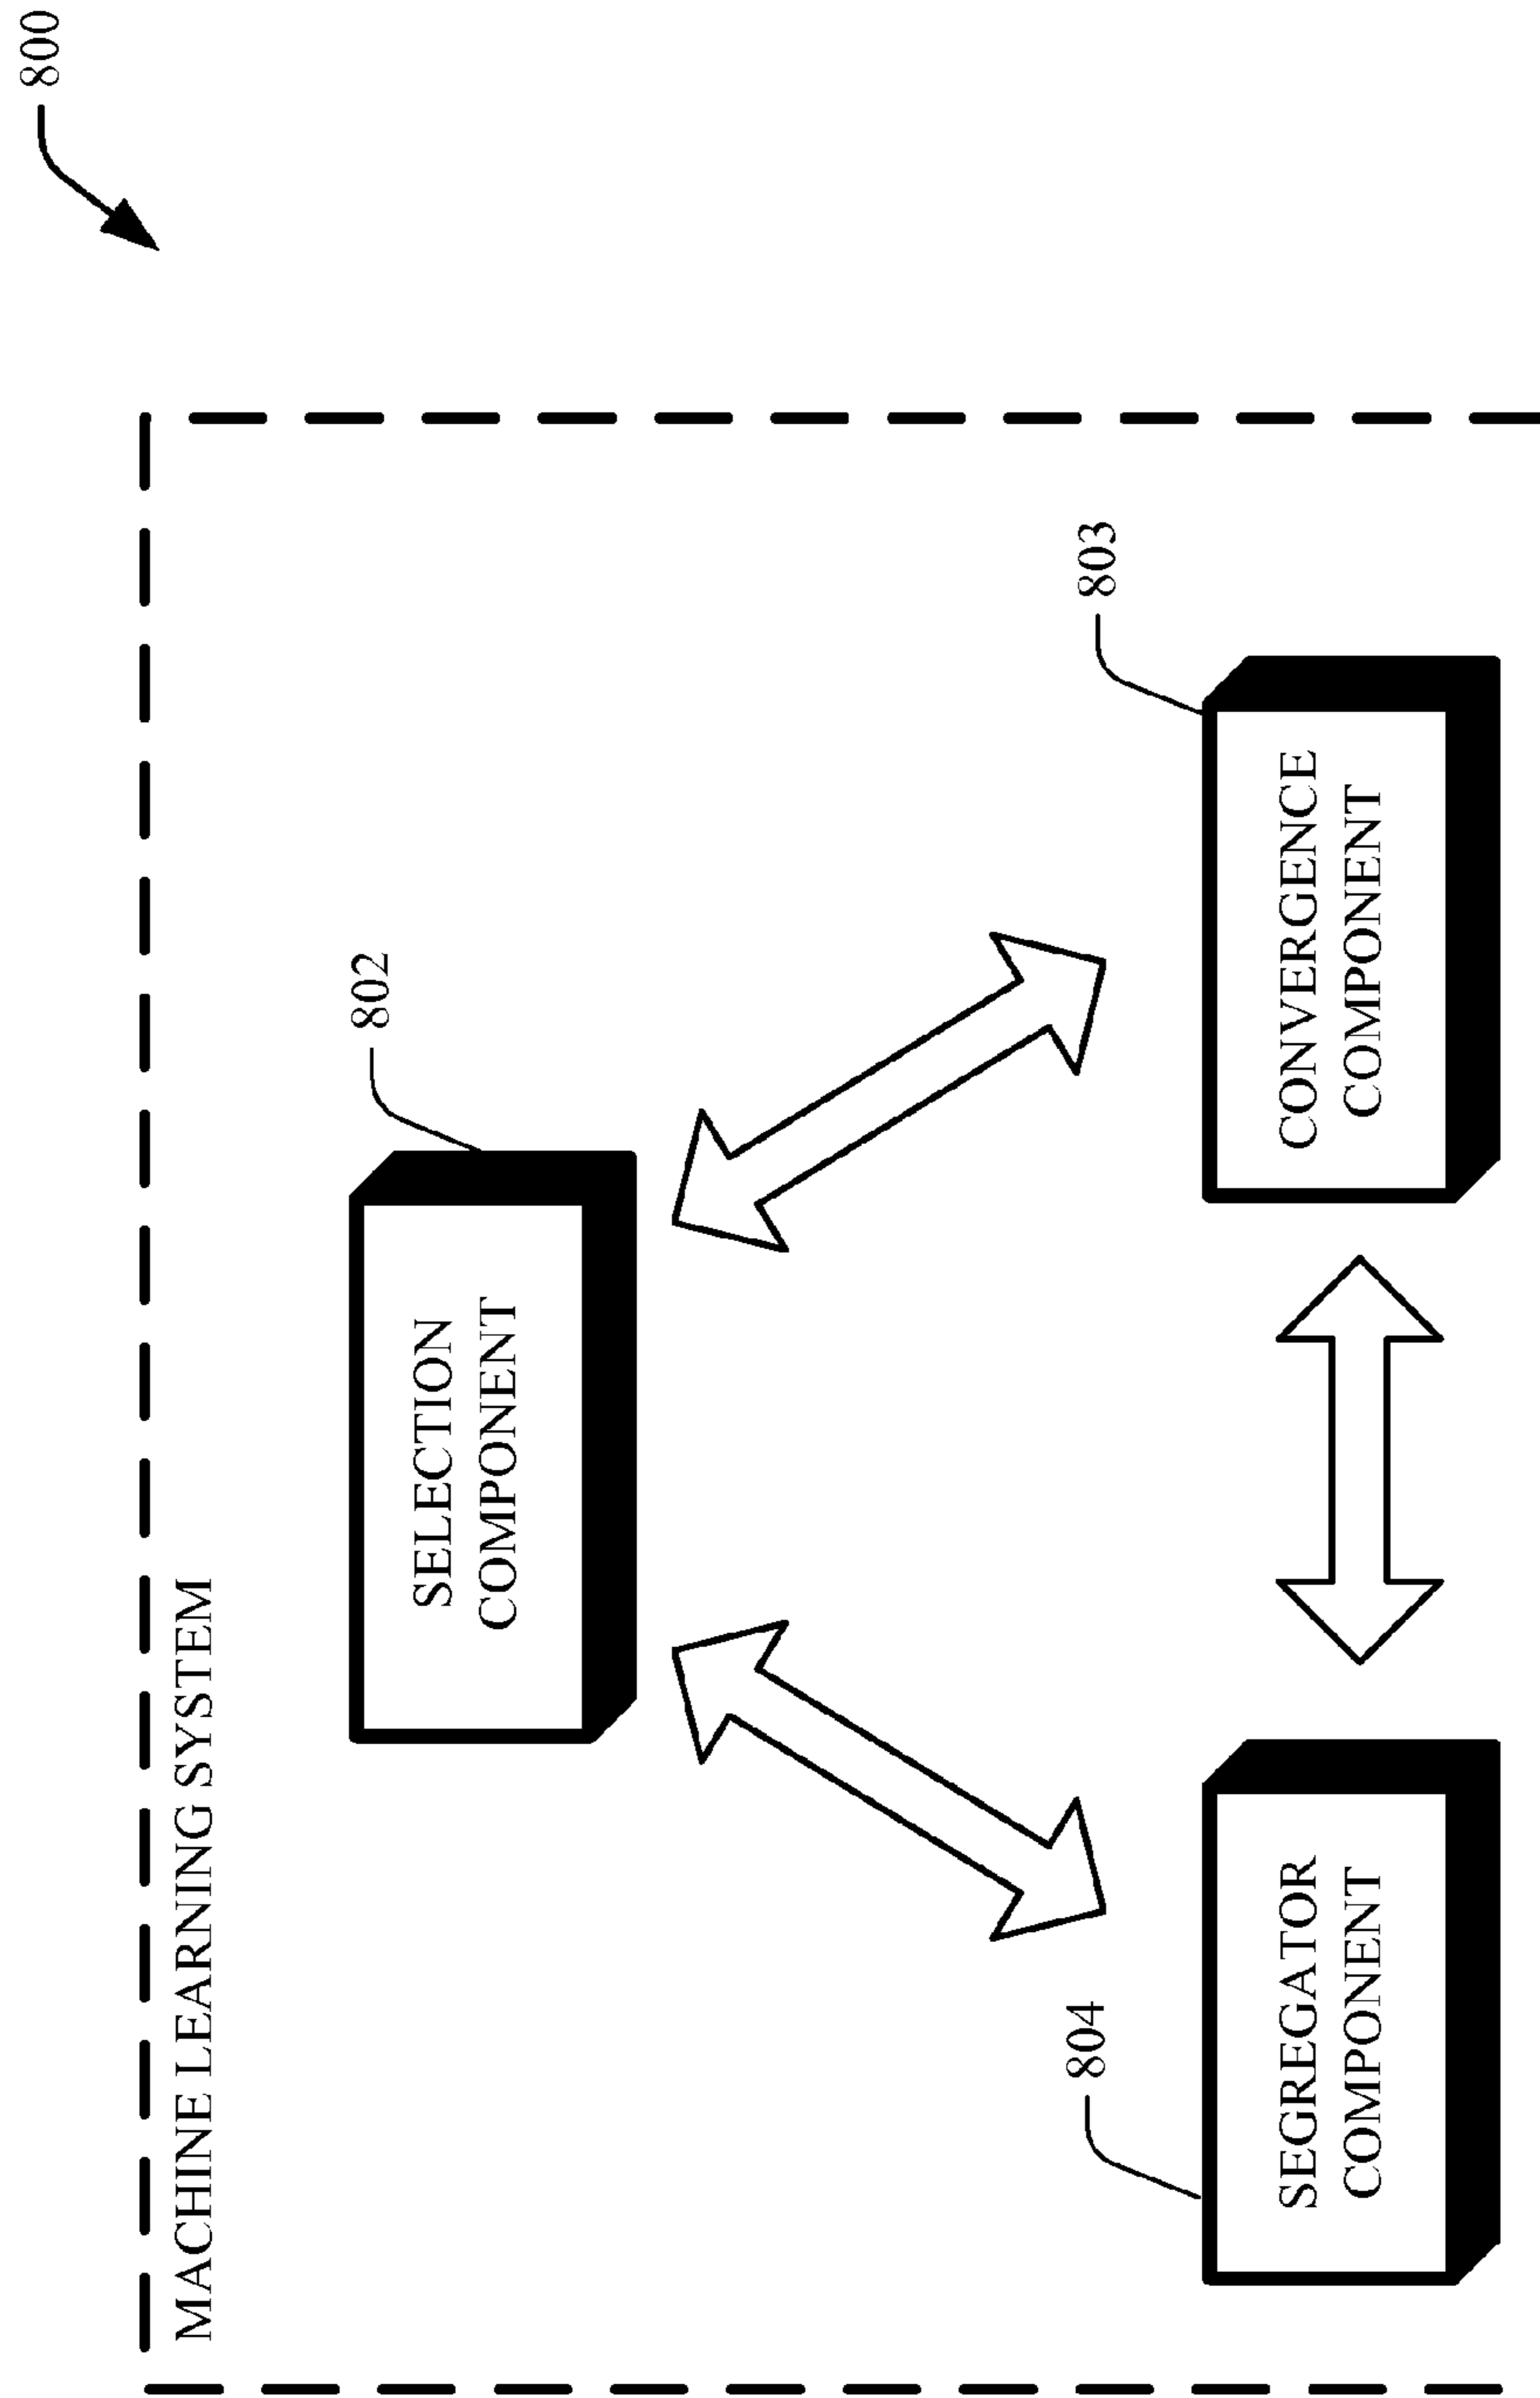 800
MACHINE LEARNING SYSTEM
802
SELECTION
COMPONENT
804
SEGREGATOR
COMPONENT
803
CONVERGENCE
COMPONENT